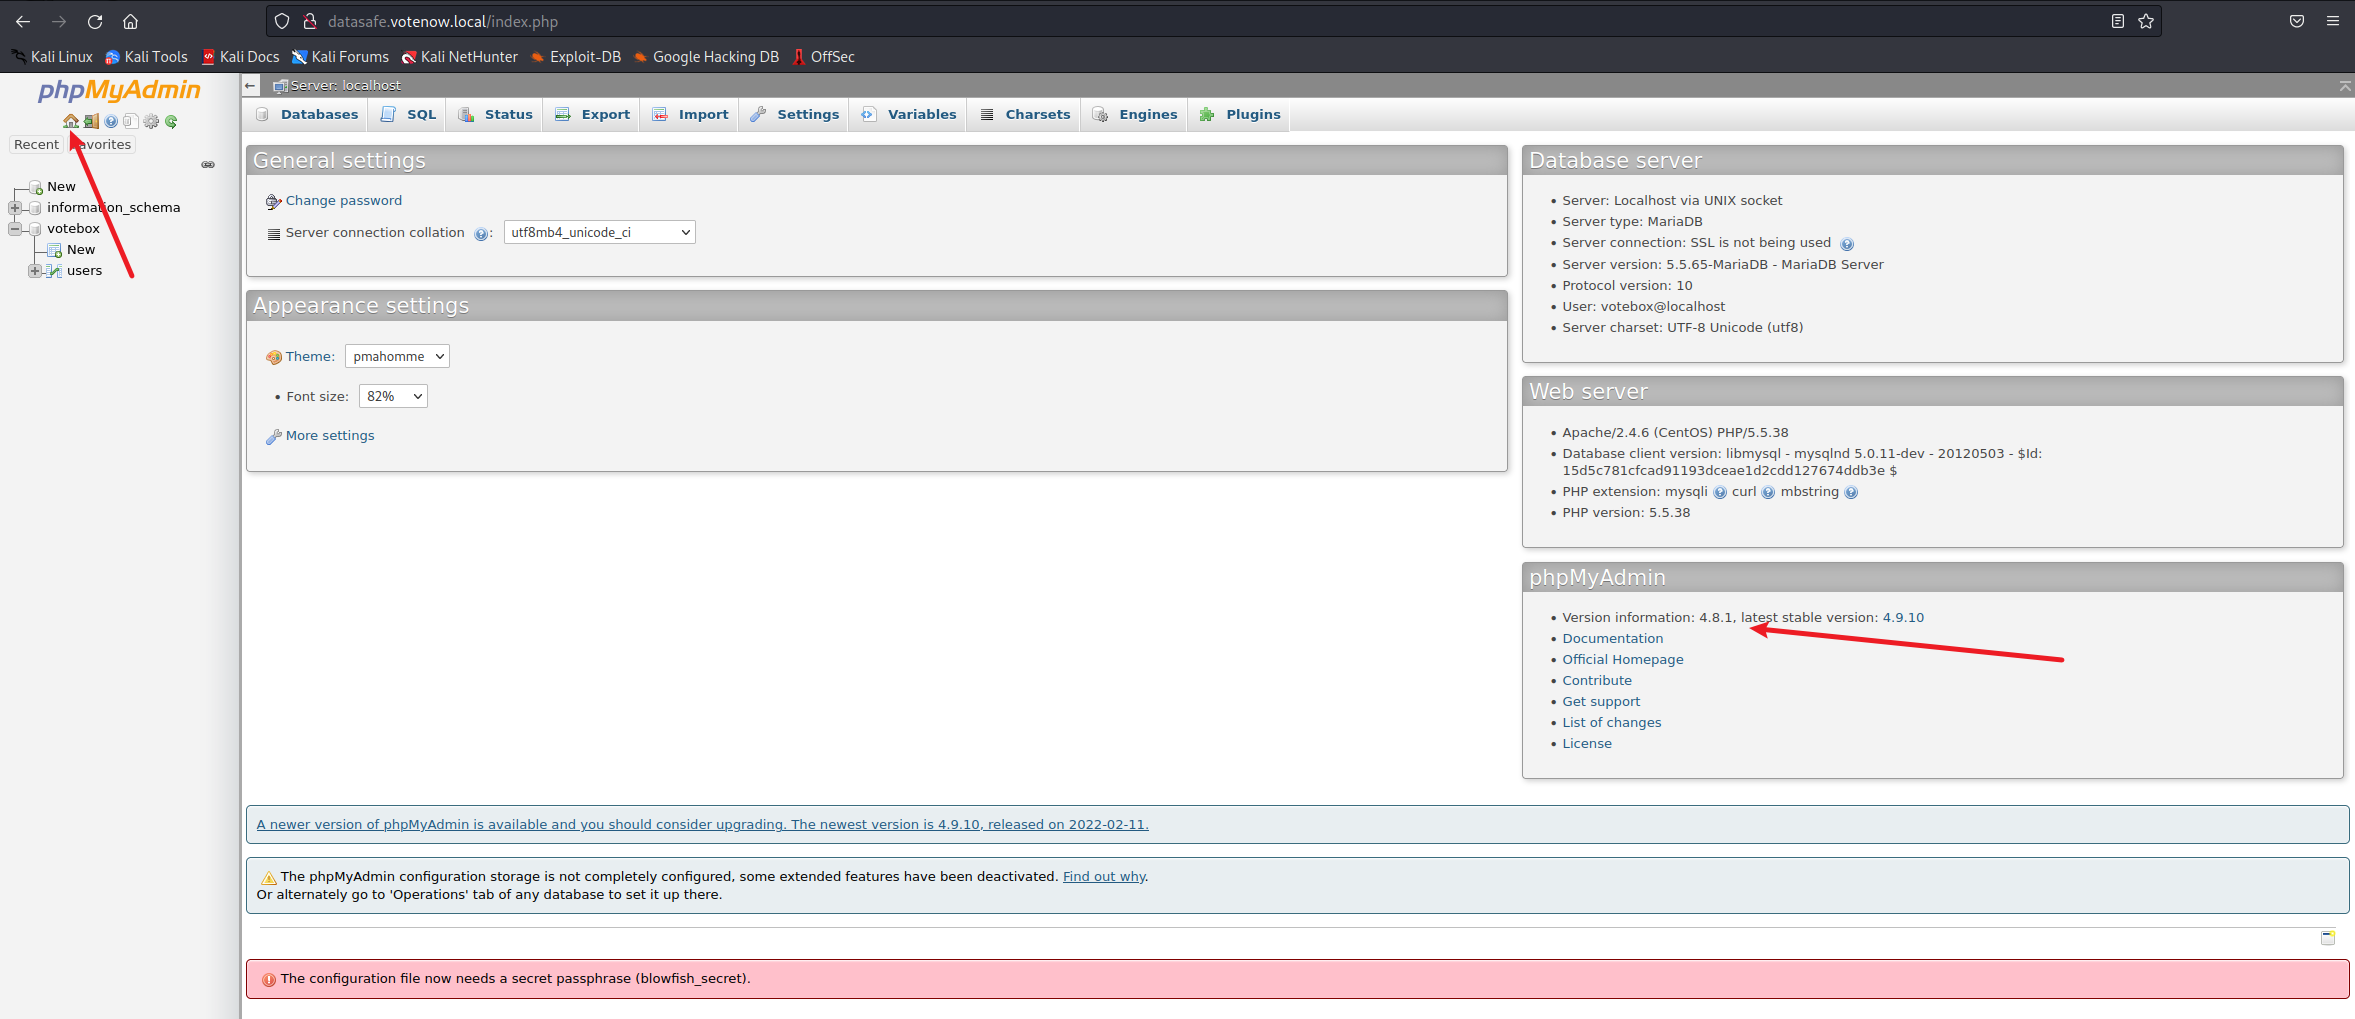 datasafe.votenow.local/index.php
Kali Linux Kali Tools Kali Docs Kali Forums Kali NetHunter Exploit-DB Google Hacking DB OffSec
phpMyAdmin
Recent Favorites
New
information_schema
votebox
New
users
Server: localhost
Databases SQL Status Export Import Settings Variables Charsets Engines Plugins
General settings
Change password
Server connection collation : utf8mb4_unicode_ci
Appearance settings
Theme: pmahomme
• Font size: 82%
More settings
Database server
• Server: Localhost via UNIX socket
• Server type: MariaDB
• Server connection: SSL is not being used
• Server version: 5.5.65-MariaDB - MariaDB Server
• Protocol version: 10
• User: votebox@localhost
• Server charset: UTF-8 Unicode (utf8)
Web server
• Apache/2.4.6 (CentOS) PHP/5.5.38
• Database client version: libmysql - mysqlnd 5.0.11-dev - 20120503 - $Id:
15d5c781cfcad91193dceae1d2cdd127674ddb3e $
• PHP extension: mysqli curl mbstring
• PHP version: 5.5.38
phpMyAdmin
• Version information: 4.8.1, latest stable version: 4.9.10
• Documentation
• Official Homepage
• Contribute
• Get support
• List of changes
• License
A newer version of phpMyAdmin is available and you should consider upgrading. The newest version is 4.9.10, released on 2022-02-11.
The phpMyAdmin configuration storage is not completely configured, some extended features have been deactivated. Find out why.
Or alternately go to 'Operations' tab of any database to set it up there.
The configuration file now needs a secret passphrase (blowfish_secret).